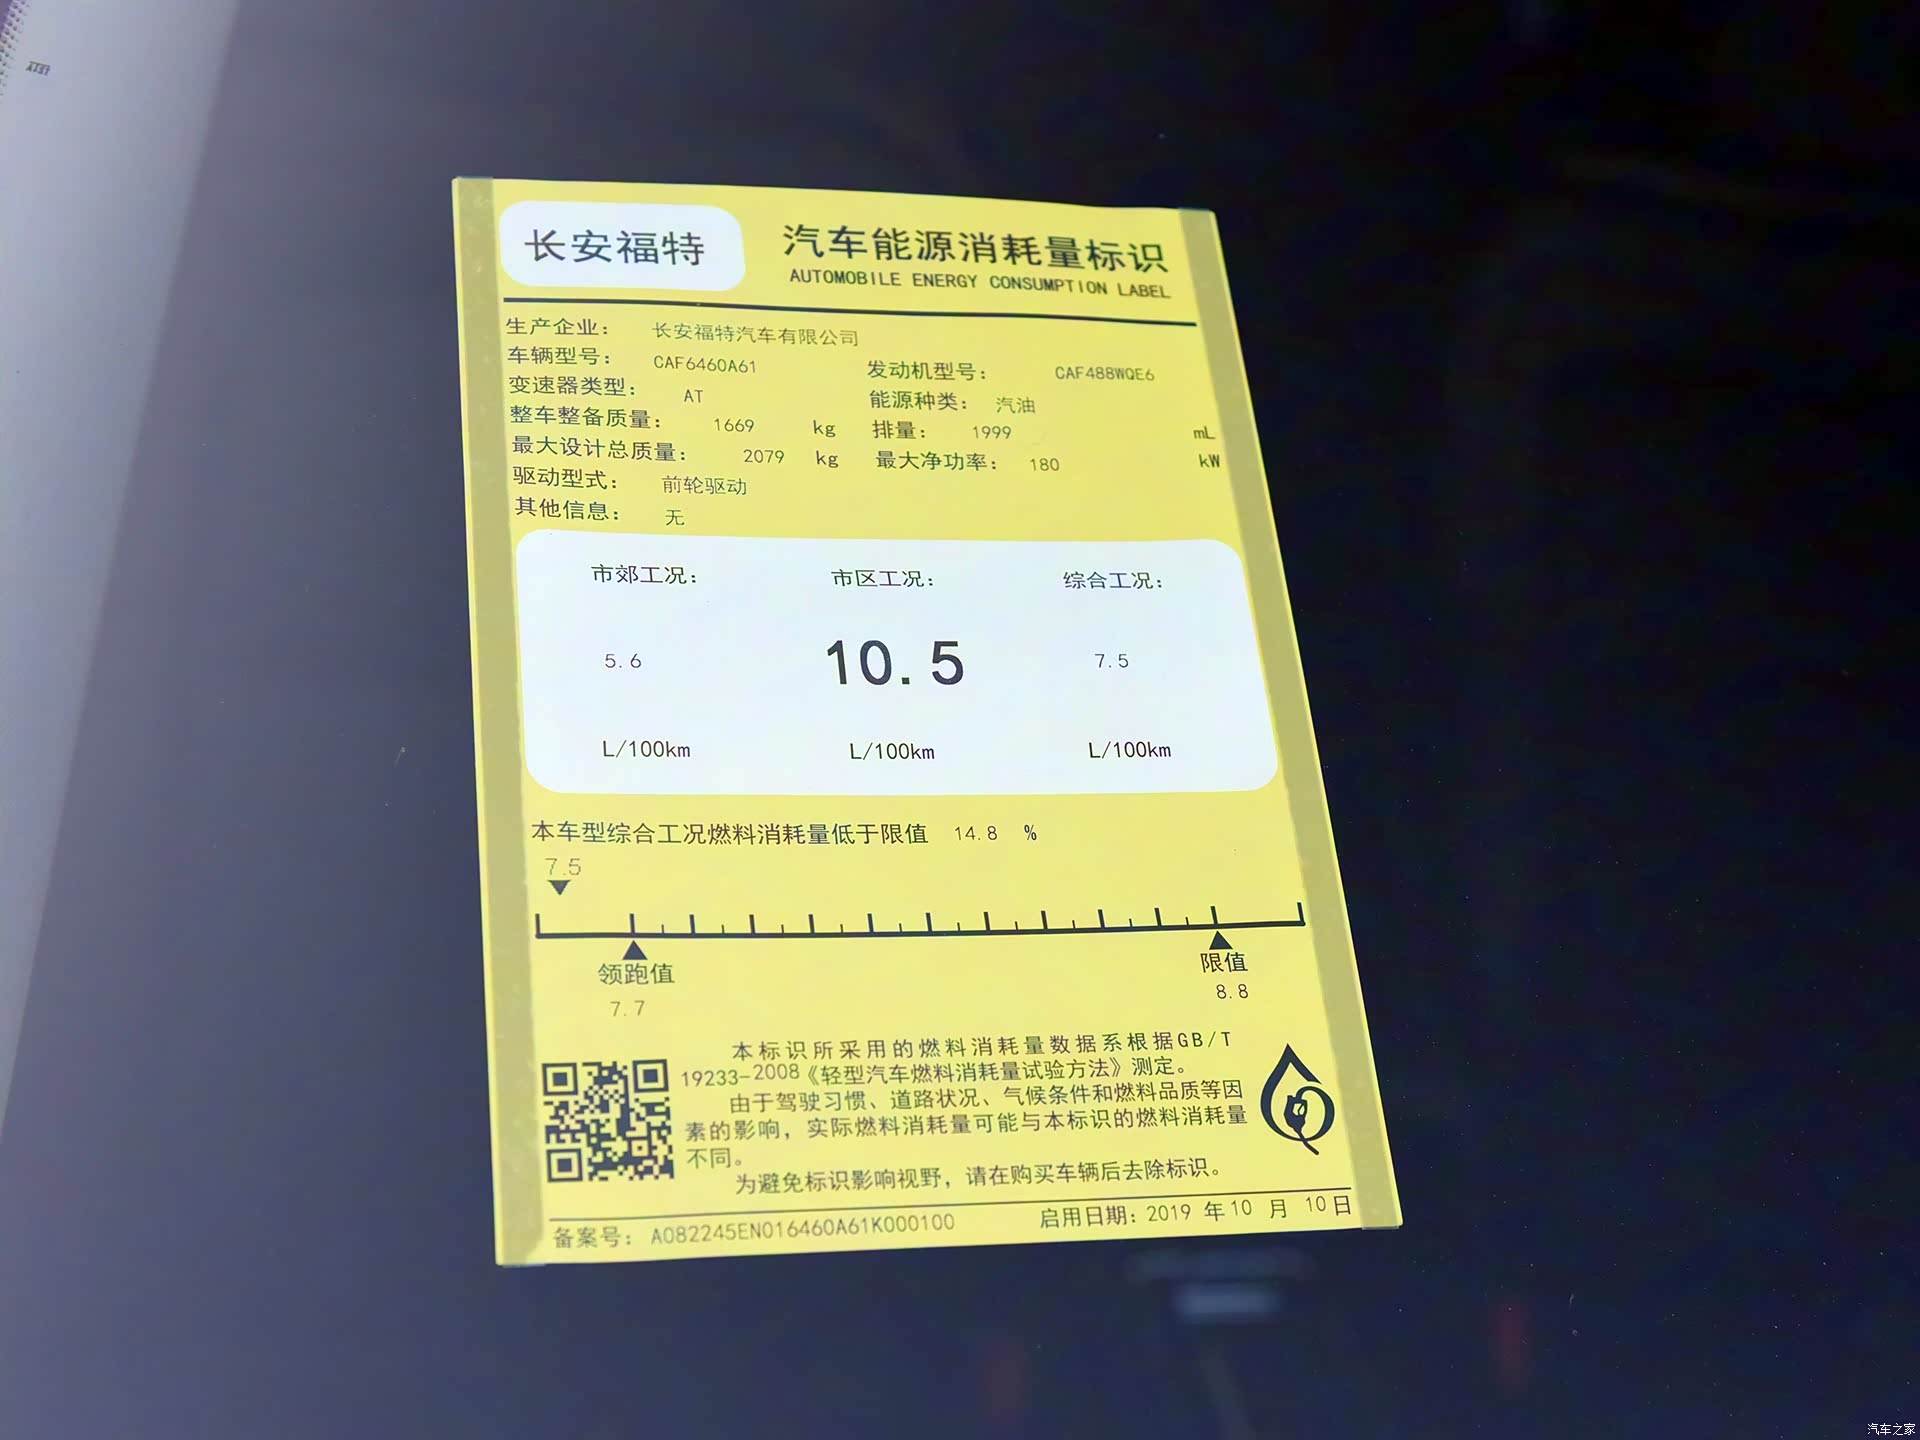 长安福特
汽车能源消耗量标识
AUTOMOBILE ENERGY CONSUMPTION LABEL
生产企业： 长安福特汽车有限公司
车辆型号： CAF6460A61 发动机型号： CAF488WQE6
变速器类型： AT 能源种类： 汽油
整车整备质量： 1669 kg 排量： 1999 mL
最大设计总质量： 2079 kg 最大净功率： 180 kW
驱动型式： 前轮驱动
其他信息： 无
市郊工况： 市区工况： 综合工况：
5.6 10.5 7.5
L/100km L/100km L/100km
本车型综合工况燃料消耗量低于限值 14.8 %
7.5
领跑值 限值
7.7 8.8
本标识所采用的燃料消耗量数据系根据GB/T
19233-2008《轻型汽车燃料消耗量试验方法》测定。
由于驾驶习惯、道路状况、气候条件和燃料品质等因
素的影响，实际燃料消耗量可能与本标识的燃料消耗量
不同。
为避免标识影响视野，请在购买车辆后去除标识。
备案号： A082245EN016460A61K000100 启用日期：2019 年10 月 10日
汽车之家